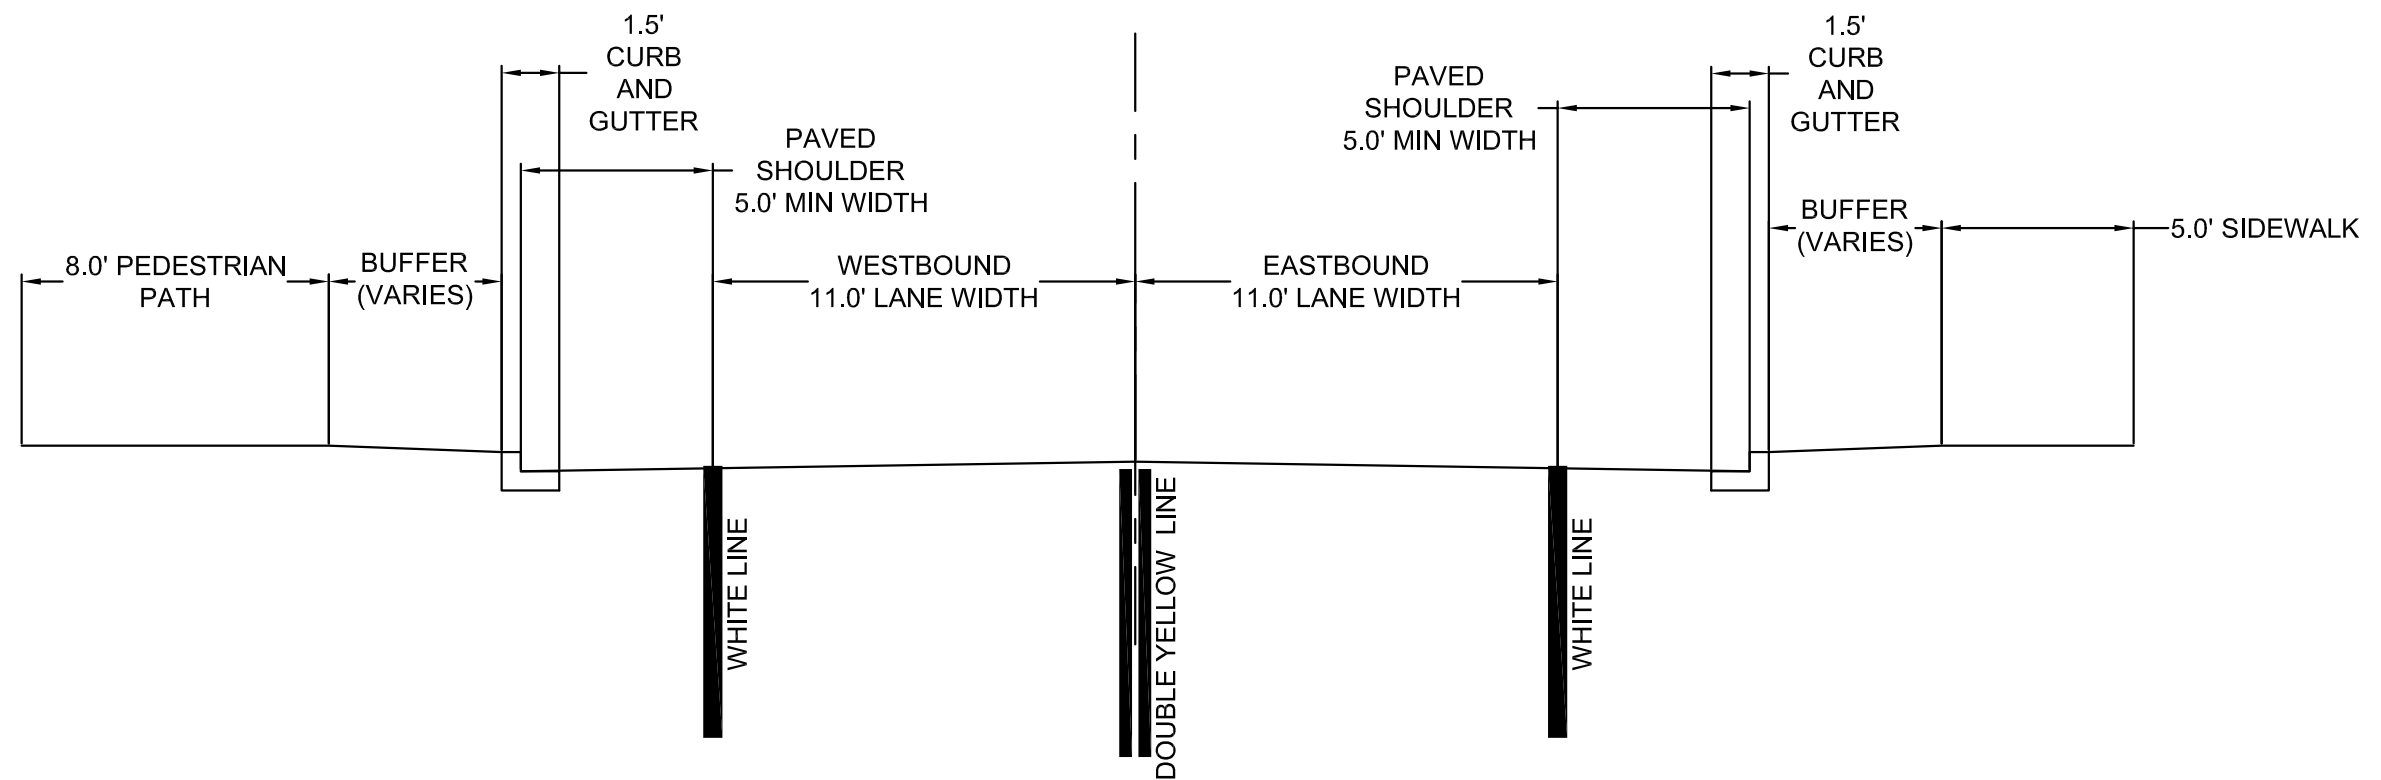 1.5'
CURB
AND
GUTTER
PAVED
SHOULDER
5.0' MIN WIDTH
8.0' PEDESTRIAN
PATH
BUFFER
(VARIES)
WESTBOUND
11.0' LANE WIDTH
EASTBOUND
11.0' LANE WIDTH
PAVED
SHOULDER
5.0' MIN WIDTH
1.5'
CURB
AND
GUTTER
BUFFER
(VARIES)
5.0' SIDEWALK
WHITE LINE
DOUBLE YELLOW LINE
WHITE LINE